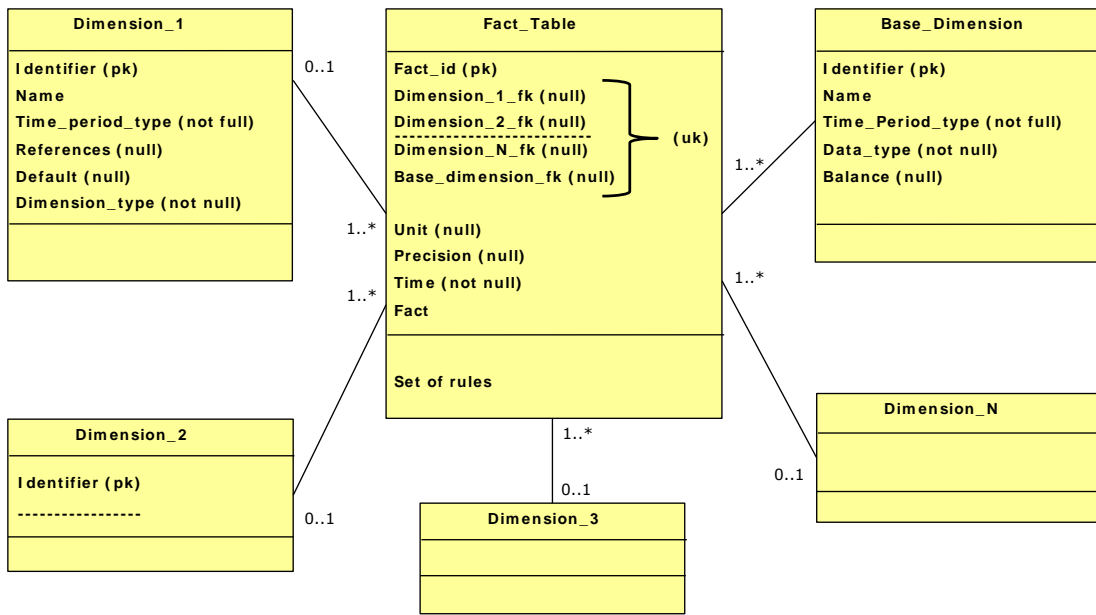 Dimension_1
Identifier (pk)
Name
Time_period_type (not full)
References (null)
Default (null)
Dimension_type (not null)
0..1
1..*
Fact_Table
Fact_id (pk)
Dimension_1_fk (null)
Dimension_2_fk (null)
-----------------------
Dimension_N_fk (null)
Base_dimension_fk (null)
(uk)
Unit (null)
Precision (null)
Time (not null)
Fact
Set of rules
Base_Dimension
Identifier (pk)
Name
Time_Period_type (not full)
Data_type (not null)
Balance (null)
1..*
1..*
0..1
1..*
0..1
Dimension_2
Identifier (pk)
-----------------
1..*
0..1
Dimension_3
Dimension_N